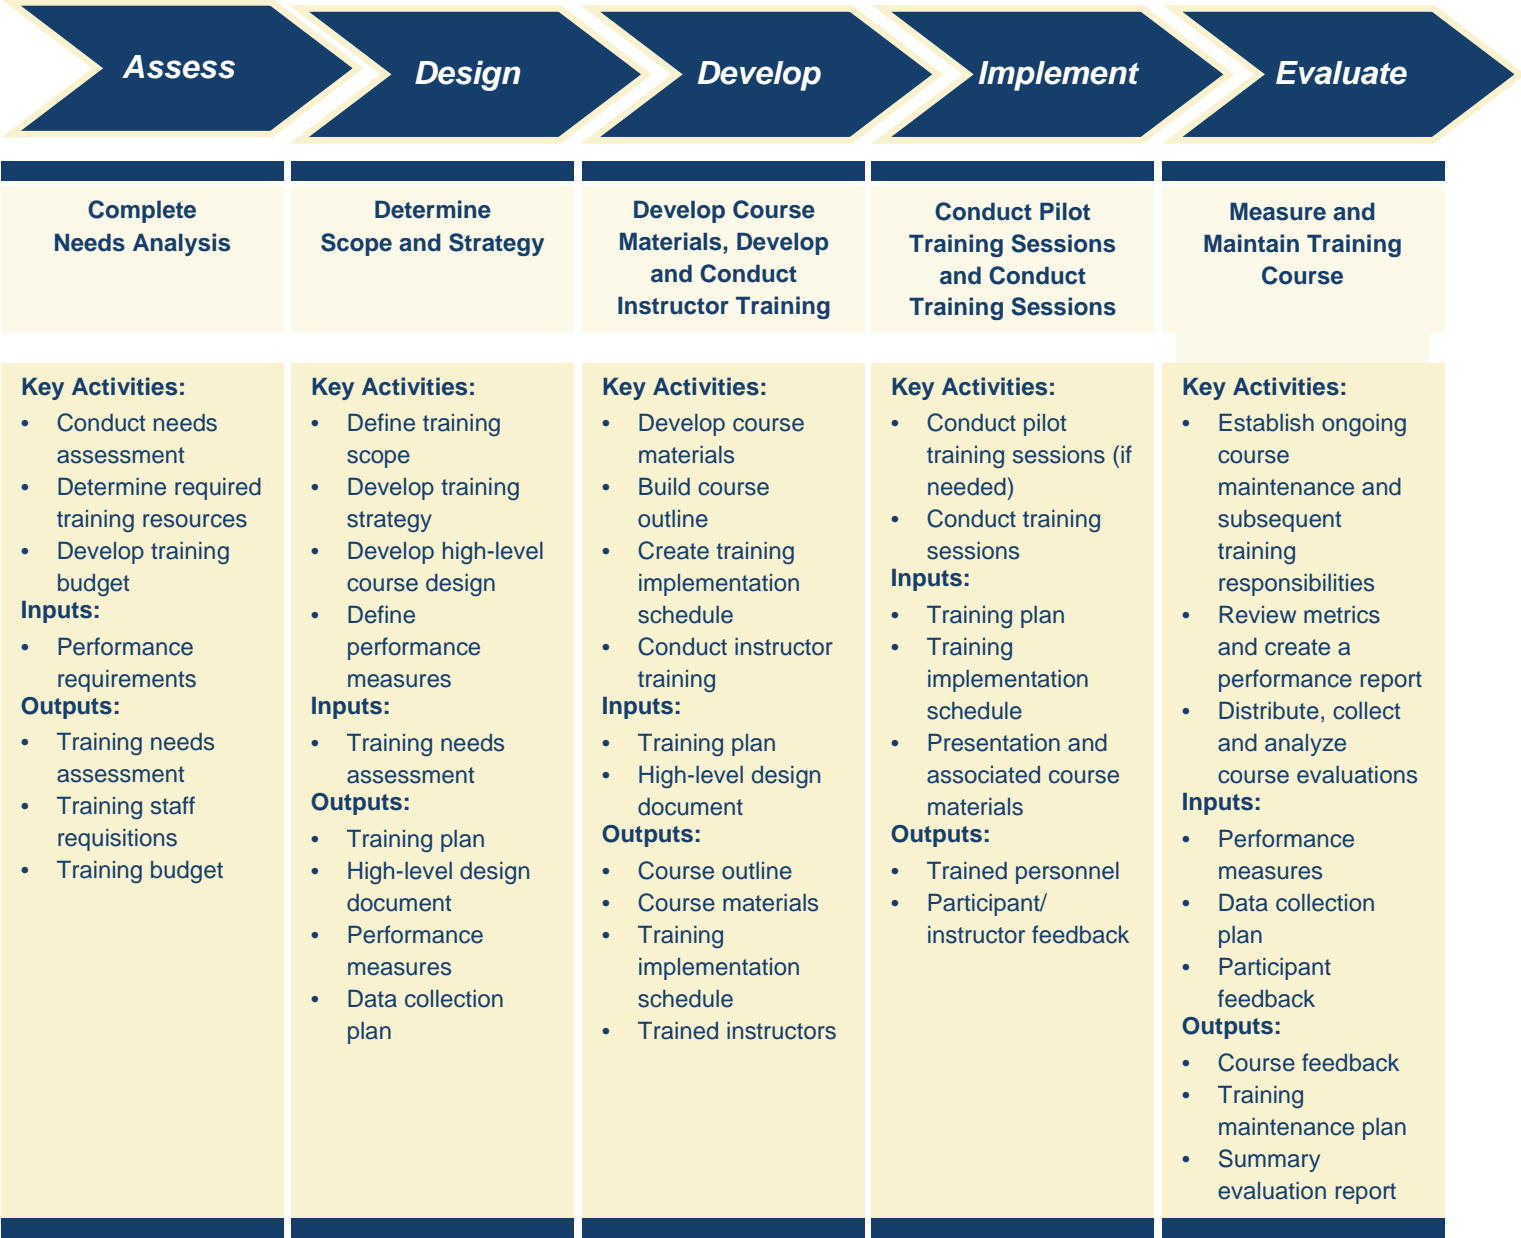 Assess
Design
Develop
Implement
Evaluate
Complete
Needs Analysis
Determine
Scope and Strategy
Develop Course
Materials, Develop
and Conduct
Instructor Training
Conduct Pilot
Training Sessions
and Conduct
Training Sessions
Measure and
Maintain Training
Course
Key Activities:
• Conduct needs
assessment
• Determine required
training resources
• Develop training
budget
Inputs:
• Performance
requirements
Outputs:
• Training needs
assessment
• Training staff
requisitions
• Training budget
Key Activities:
• Define training
scope
• Develop training
strategy
• Develop high-level
course design
• Define
performance
measures
Inputs:
• Training needs
assessment
Outputs:
• Training plan
• High-level design
document
• Performance
measures
• Data collection
plan
Key Activities:
• Develop course
materials
• Build course
outline
• Create training
implementation
schedule
• Conduct instructor
training
Inputs:
• Training plan
• High-level design
document
Outputs:
• Course outline
• Course materials
• Training
implementation
schedule
• Trained instructors
Key Activities:
• Conduct pilot
training sessions (if
needed)
• Conduct training
sessions
Inputs:
• Training plan
• Training
implementation
schedule
• Presentation and
associated course
materials
Outputs:
• Trained personnel
• Participant/
instructor feedback
Key Activities:
• Establish ongoing
course
maintenance and
subsequent
training
responsibilities
• Review metrics
and create a
performance report
• Distribute, collect
and analyze
course evaluations
Inputs:
• Performance
measures
• Data collection
plan
• Participant
feedback
Outputs:
• Course feedback
• Training
maintenance plan
• Summary
evaluation report